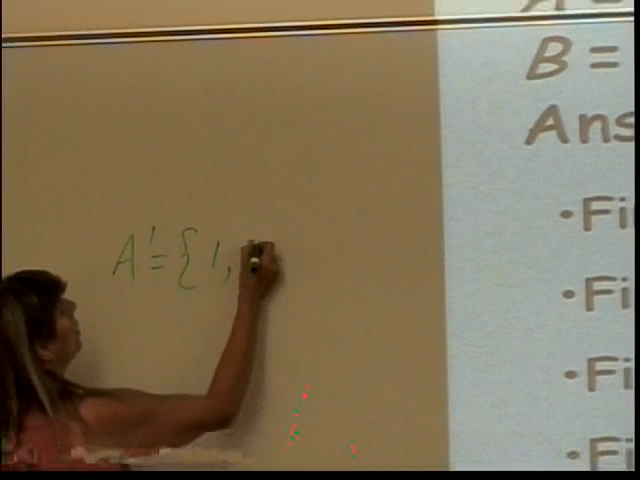 B =
Ans
•Fi
•Fi
•Fi
•Fi
A' = { 1,